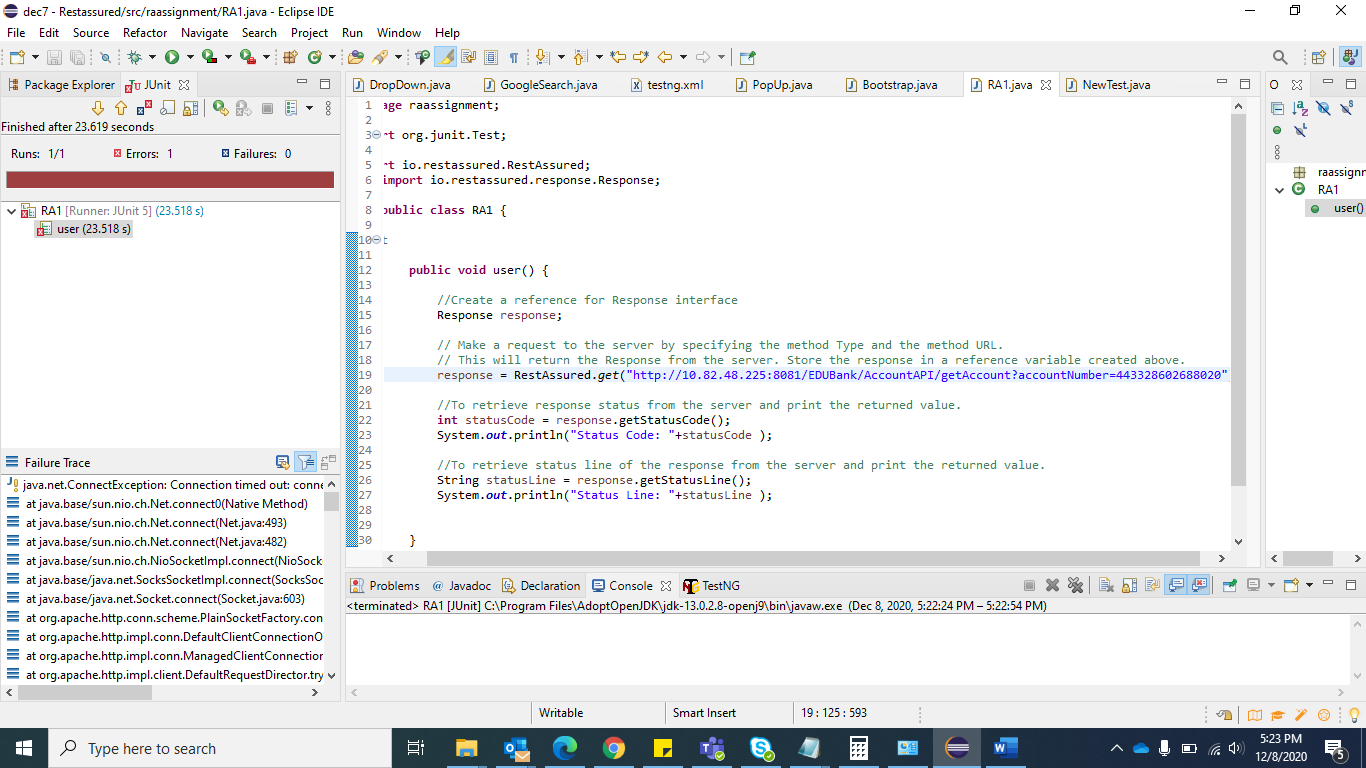 dec7 - Restassured/src/raassignment/RA1.java - Eclipse IDE
File Edit Source Refactor Navigate Search Project Run Window Help
Package Explorer JUnit
Finished after 23.619 seconds
Runs: 1/1 Errors: 1 Failures: 0
RA1 [Runner: JUnit 5] (23.518 s)
user (23.518 s)
Failure Trace
java.net.ConnectException: Connection timed out: conne
at java.base/sun.nio.ch.Net.connect0(Native Method)
at java.base/sun.nio.ch.Net.connect(Net.java:493)
at java.base/sun.nio.ch.Net.connect(Net.java:482)
at java.base/sun.nio.ch.NioSocketImpl.connect(NioSock
at java.base/java.net.SocksSocketImpl.connect(SocksSoc
at java.base/java.net.Socket.connect(Socket.java:603)
at org.apache.http.conn.scheme.PlainSocketFactory.con
at org.apache.http.impl.conn.DefaultClientConnectionO
at org.apache.http.impl.conn.ManagedClientConnection
at org.apache.http.impl.client.DefaultRequestDirector.try
DropDown.java GoogleSearch.java testng.xml PopUp.java Bootstrap.java RA1.java NewTest.java
1 age raassignment;
2
3 rt org.junit.Test;
4
5 rt io.restassured.RestAssured;
6 import io.restassured.response.Response;
7
8 public class RA1 {
9
10 t
11
12 public void user() {
13
14 //Create a reference for Response interface
15 Response response;
16
17 // Make a request to the server by specifying the method Type and the method URL.
18 // This will return the Response from the server. Store the response in a reference variable created above.
19 response = RestAssured.get("http://10.82.48.225:8081/EDUBank/AccountAPI/getAccount?accountNumber=443328602688020"
20
21 //To retrieve response status from the server and print the returned value.
22 int statusCode = response.getStatusCode();
23 System.out.println("Status Code: "+statusCode );
24
25 //To retrieve status line of the response from the server and print the returned value.
26 String statusLine = response.getStatusLine();
27 System.out.println("Status Line: "+statusLine );
28
29
30 }
O
raassignn
RA1
user()
Problems @ Javadoc Declaration Console TestNG
<terminated> RA1 [JUnit] C:\Program Files\AdoptOpenJDK\jdk-13.0.2.8-openj9\bin\javaw.exe (Dec 8, 2020, 5:22:24 PM – 5:22:54 PM)
Writable Smart Insert 19 : 125 : 593
Type here to search
5:23 PM
12/8/2020
5